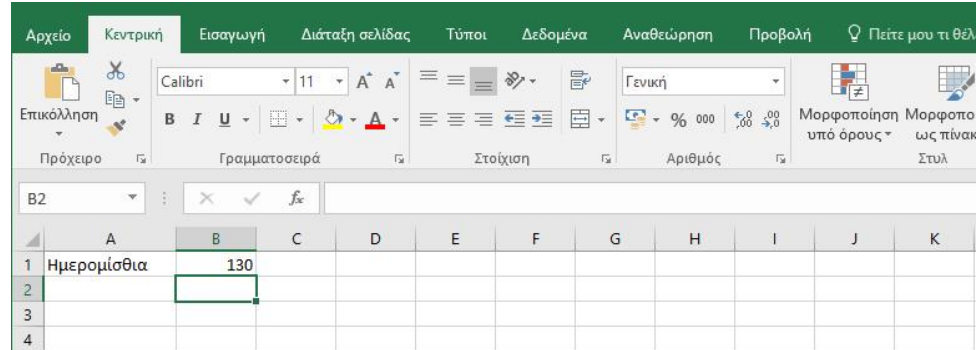 Αρχείο Κεντρική Εισαγωγή Διάταξη σελίδας Τύποι Δεδομένα Αναθεώρηση Προβολή Πείτε μου τι θέλ
Calibri 11 A A Γενική
Επικόλληση B I U A % 000 Μορφοποίηση Μορφοπο
υπό όρους ως πίνακ
Πρόχειρο Γραμματοσειρά Στοίχιση Αριθμός Στυλ
B2 fx
A B C D E F G H I J K
1 Ημερομίσθια 130
2
3
4